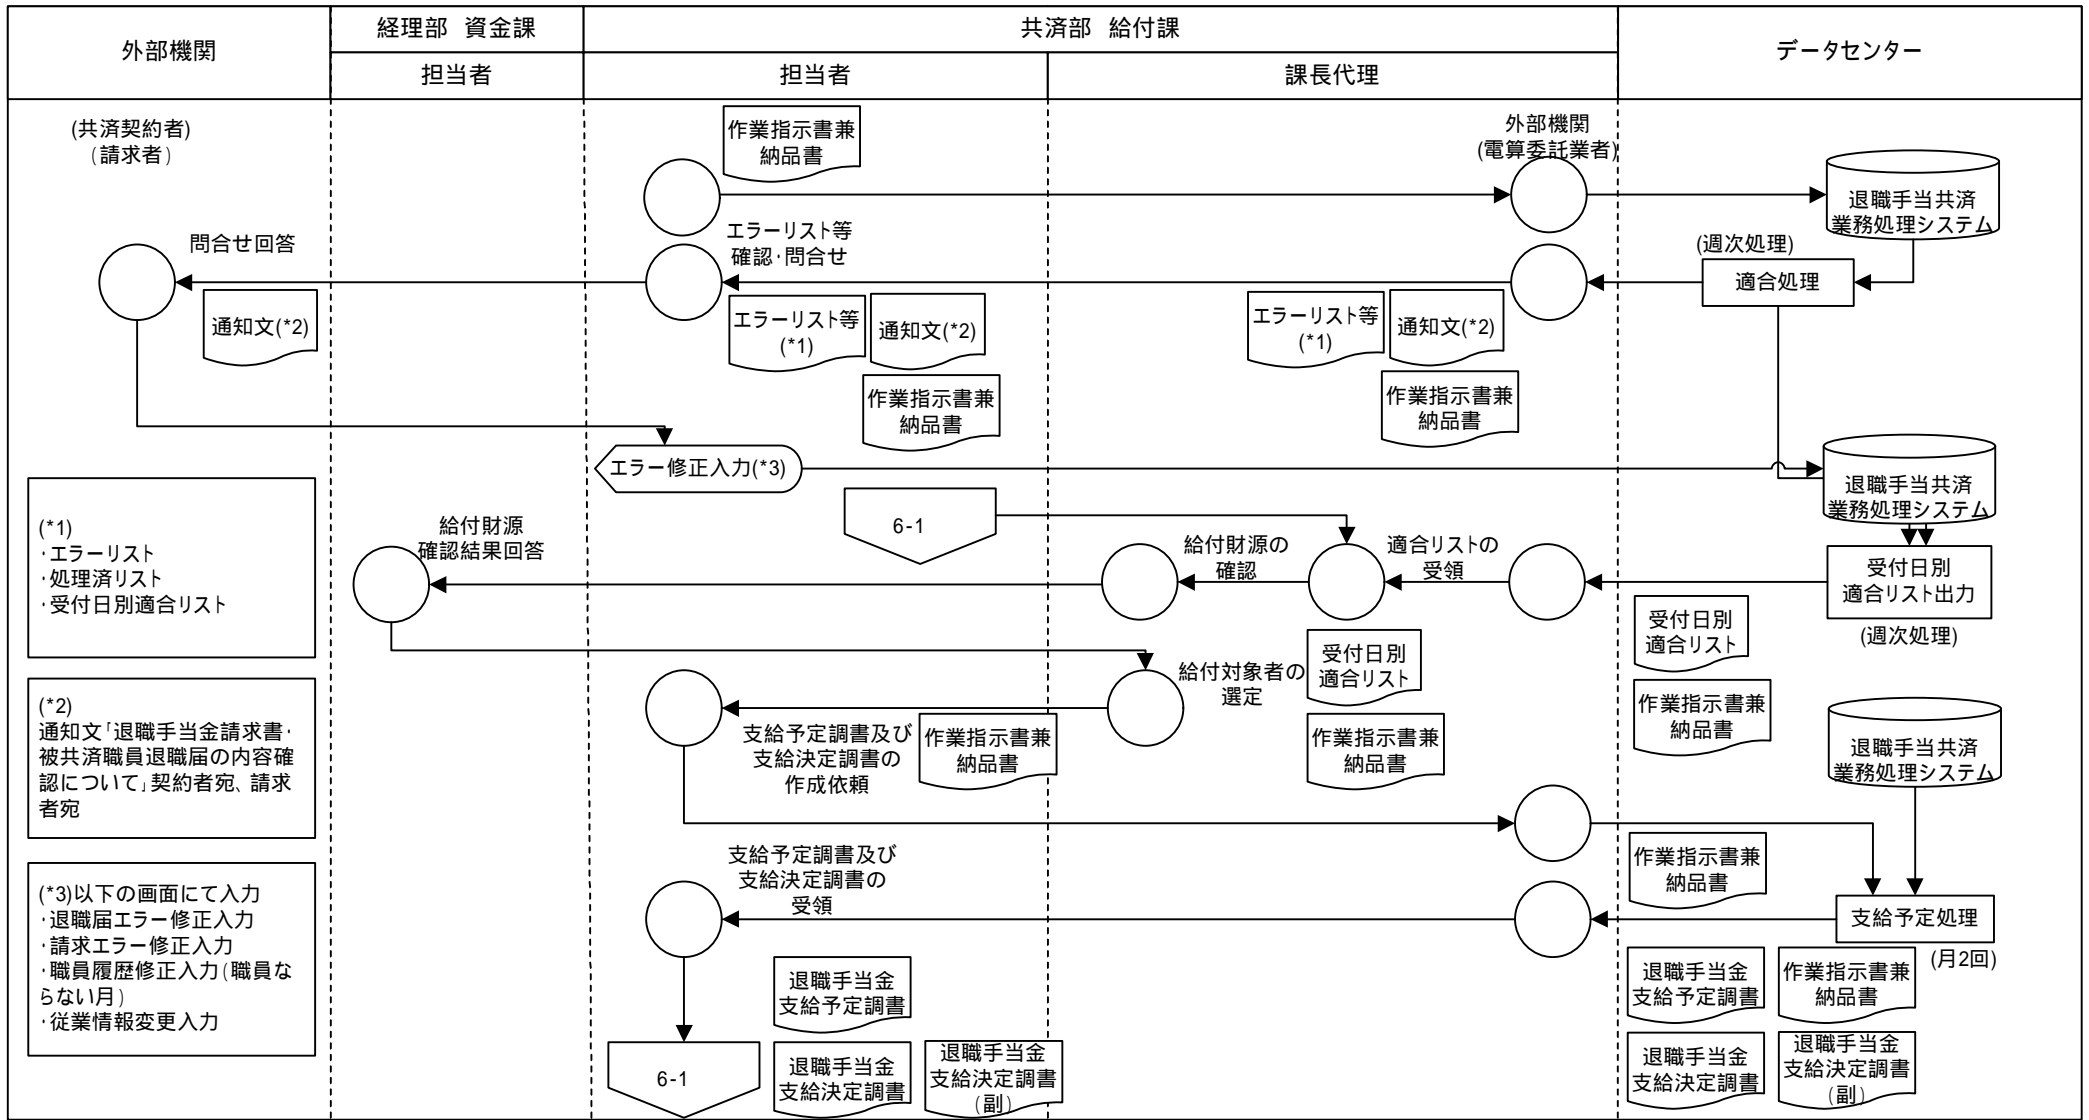 外部機関
経理部 資金課
共済部 給付課
データセンター
担当者
担当者
課長代理
(共済契約者)
(請求者)
作業指示書兼
納品書
外部機関
(電算委託業者)
退職手当共済
業務処理システム
問合せ回答
エラーリスト等
確認・問合せ
(週次処理)
適合処理
通知文(*2)
エラーリスト等
(*1)
通知文(*2)
作業指示書兼
納品書
エラーリスト等
(*1)
通知文(*2)
作業指示書兼
納品書
エラー修正入力(*3)
退職手当共済
業務処理システム
6-1
給付財源
確認結果回答
給付財源の
確認
適合リストの
受領
受付日別
適合リスト出力
(週次処理)
受付日別
適合リスト
作業指示書兼
納品書
(*1)
・エラーリスト
・処理済リスト
・受付日別適合リスト
給付対象者の
選定
受付日別
適合リスト
作業指示書兼
納品書
支給予定調書及び
支給決定調書の
作成依頼
作業指示書兼
納品書
退職手当共済
業務処理システム
(*2)
通知文「退職手当金請求書・
被共済職員退職届の内容確
認について」契約者宛、請求
者宛
作業指示書兼
納品書
支給予定調書及び
支給決定調書の
受領
支給予定処理
(月2回)
(*3)以下の画面にて入力
・退職届エラー修正入力
・請求エラー修正入力
・職員履歴修正入力(職員な
らない月)
・従業情報変更入力
退職手当金
支給予定調書
退職手当金
支給予定調書
作業指示書兼
納品書
6-1
退職手当金
支給決定調書
退職手当金
支給決定調書
(副)
退職手当金
支給決定調書
退職手当金
支給決定調書
(副)